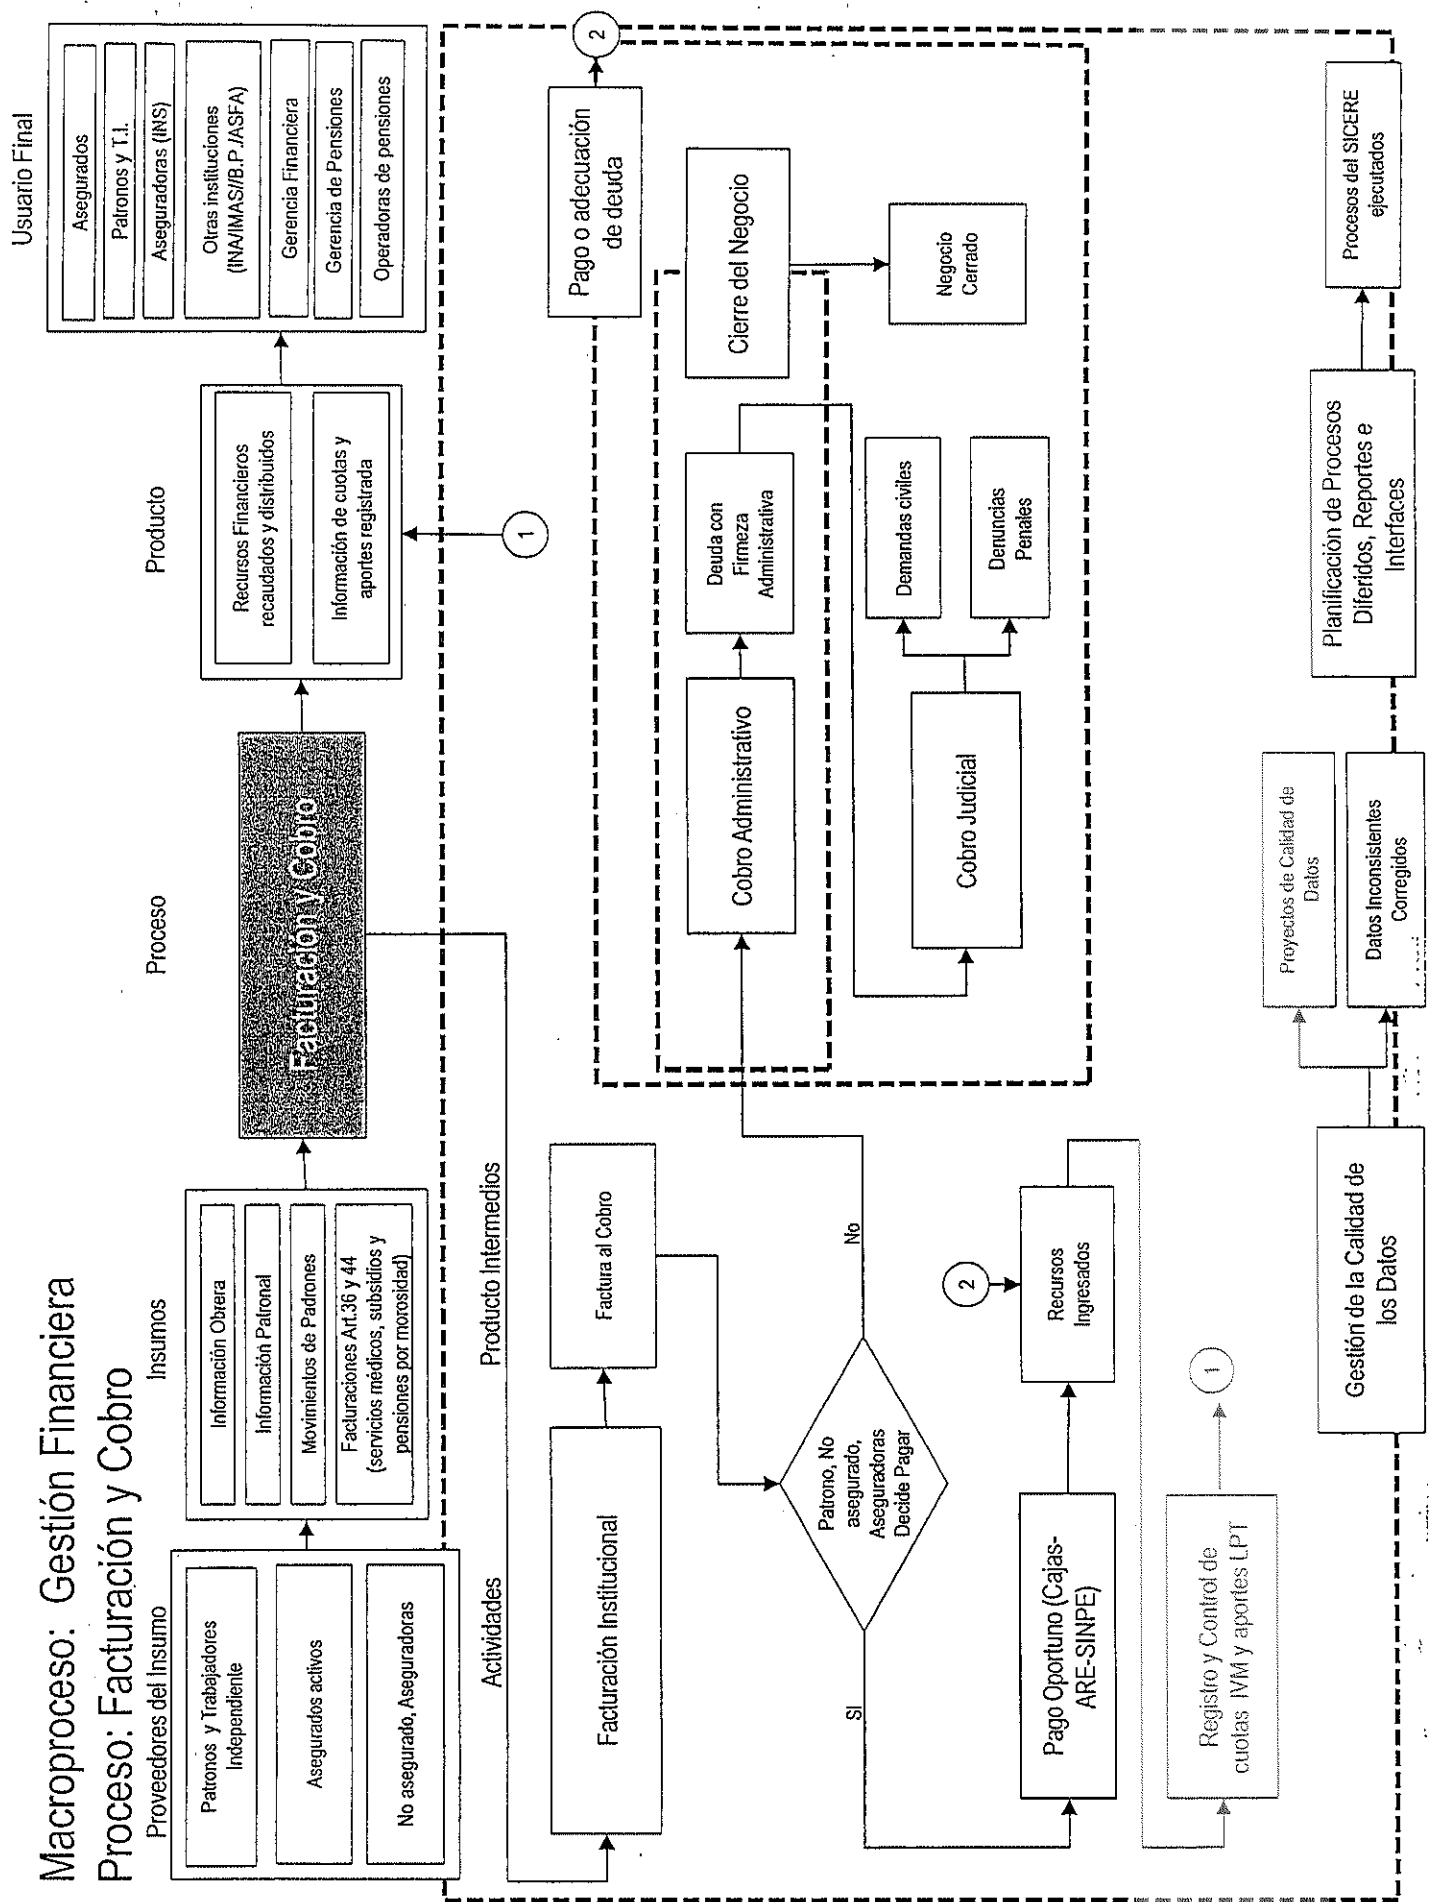 Macroproceso: Gestión Financiera
Proceso: Facturación y Cobro
Proveedores del Insumo
Insumos
Proceso
Producto
Usuario Final
Patronos y Trabajadores
Independiente
Asegurados activos
No asegurado, Aseguradoras
Información Obrera
Información Patronal
Movimientos de Padrones
Facturaciones Art.36 y 44
(servicios médicos, subsidios y
pensiones por morosidad)
Facturación y Cobro
Recursos Financieros
recaudados y distribuidos
Información de cuotas y
aportes registrada
Asegurados
Patronos y T.I.
Aseguradoras (INS)
Otras instituciones
(INA/IMAS//B.P./ASFA)
Gerencia Financiera
Gerencia de Pensiones
Operadoras de pensiones
1
Actividades
Producto Intermedios
Facturación Institucional
Factura al Cobro
Pago o adecuación
de deuda
2
Patrono, No
asegurado,
Aseguradoras
Decide Pagar
SI
No
Cobro Administrativo
Deuda con
Firmeza
Administrativa
Cierre del Negocio
Negocio
Cerrado
Cobro Judicial
Demandas civiles
Denuncias
Penales
2
Pago Oportuno (Cajas-
ARE-SINPE)
Recursos
Ingresados
Registro y Control de
cuotas IVM y aportes LPT
1
Gestión de la Calidad de
los Datos
Proyectos de Calidad de
Datos
Datos Inconsistentes
Corregidos
Planificación de Procesos
Diferidos, Reportes e
Interfaces
Procesos del SICERE
ejecutados